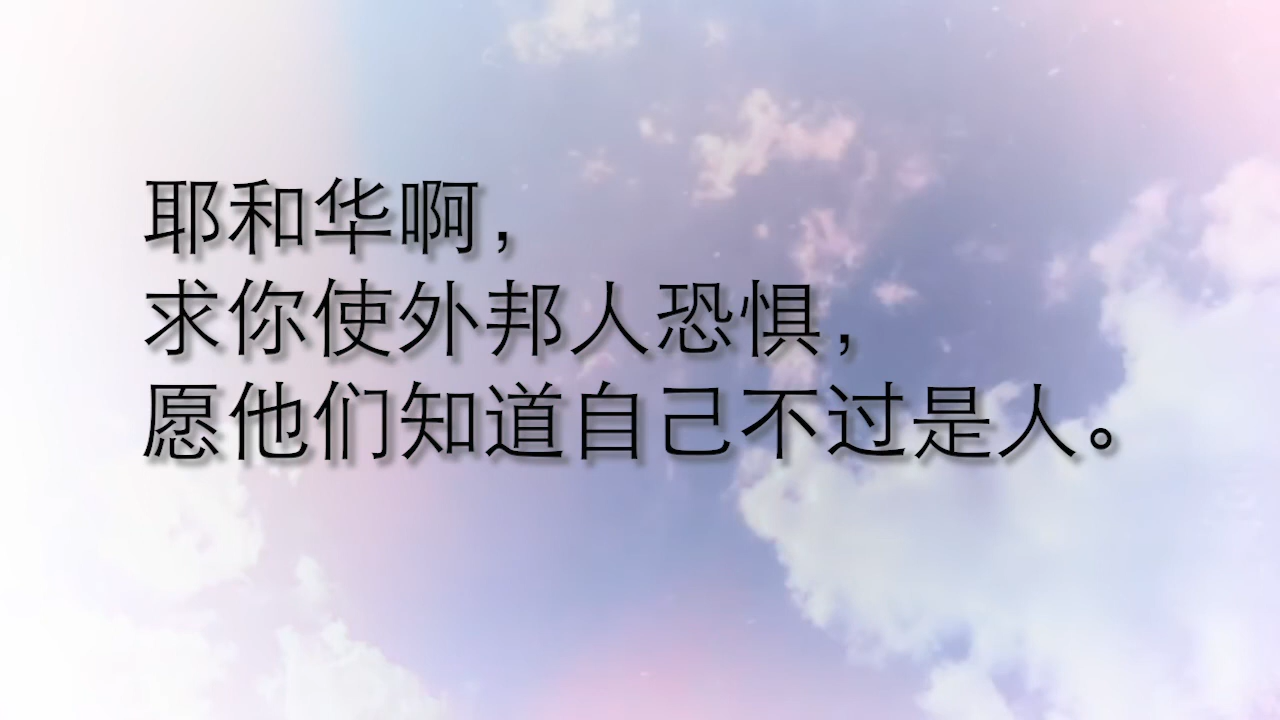 耶和华啊，
求你使外邦人恐惧，
愿他们知道自己不过是人。